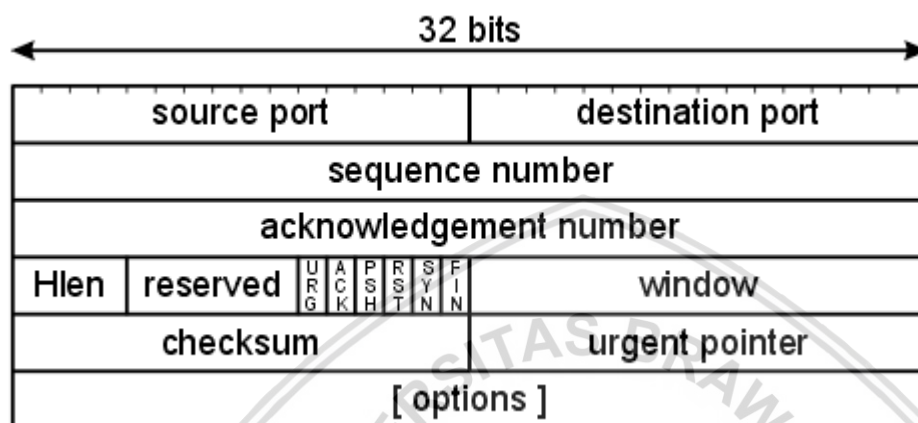 32 bits
source port destination port
sequence number
acknowledgement number
Hlen reserved URG ACK PSH RST SYN FIN window
checksum urgent pointer
[ options ]